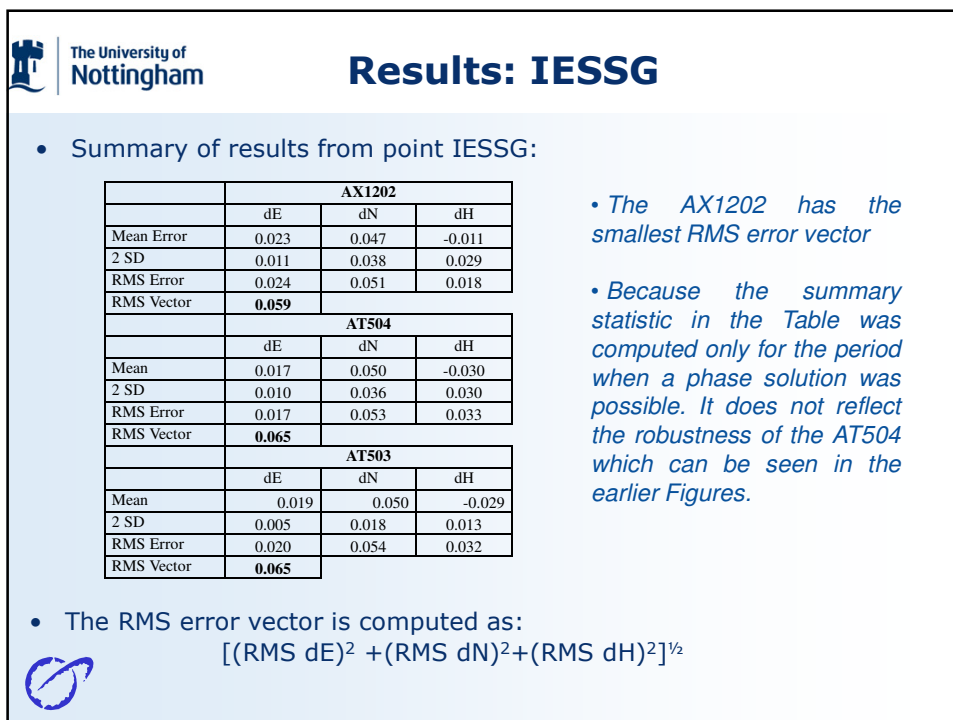 The University of
Nottingham
Results: IESSG
• Summary of results from point IESSG:
AX1202
dE dN dH
Mean Error 0.023 0.047 -0.011
2 SD 0.011 0.038 0.029
RMS Error 0.024 0.051 0.018
RMS Vector 0.059
AT504
dE dN dH
Mean 0.017 0.050 -0.030
2 SD 0.010 0.036 0.030
RMS Error 0.017 0.053 0.033
RMS Vector 0.065
AT503
dE dN dH
Mean 0.019 0.050 -0.029
2 SD 0.005 0.018 0.013
RMS Error 0.020 0.054 0.032
RMS Vector 0.065
• The AX1202 has the
smallest RMS error vector
• Because the summary
statistic in the Table was
computed only for the period
when a phase solution was
possible. It does not reflect
the robustness of the AT504
which can be seen in the
earlier Figures.
• The RMS error vector is computed as:
[(RMS dE)² +(RMS dN)²+(RMS dH)²]^½